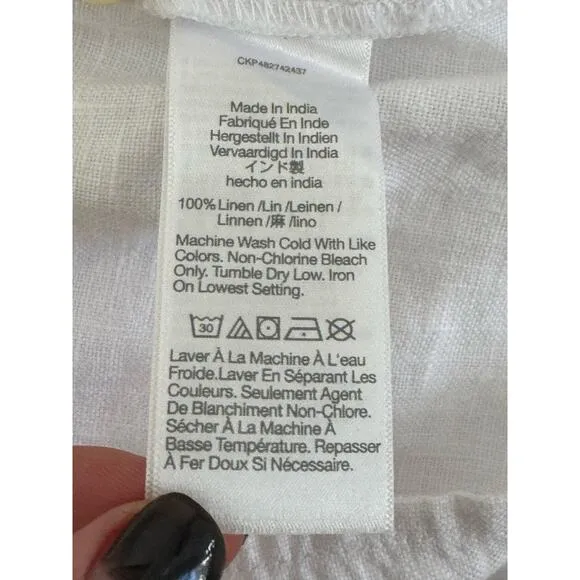 CKP482742437
Made In India
Fabriqué En Inde
Hergestellt In Indien
Vervaardigd In India
インド製
hecho en india
100% Linen /Lin /Leinen /
Linnen /麻 /lino
Machine Wash Cold With Like
Colors. Non-Chlorine Bleach
Only. Tumble Dry Low. Iron
On Lowest Setting.
30
Laver À La Machine À L'eau
Froide.Laver En Séparant Les
Couleurs. Seulement Agent
De Blanchiment Non-Chlore.
Sécher À La Machine À
Basse Température. Repasser
À Fer Doux Si Nécessaire.